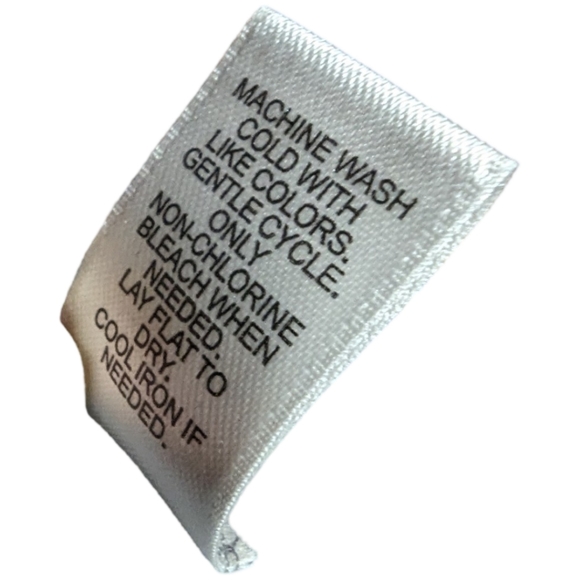 MACHINE WASH
COLD WITH
LIKE COLORS.
GENTLE CYCLE.
ONLY
NON-CHLORINE
BLEACH WHEN
NEEDED.
LAY FLAT TO
DRY.
COOL IRON IF
NEEDED.